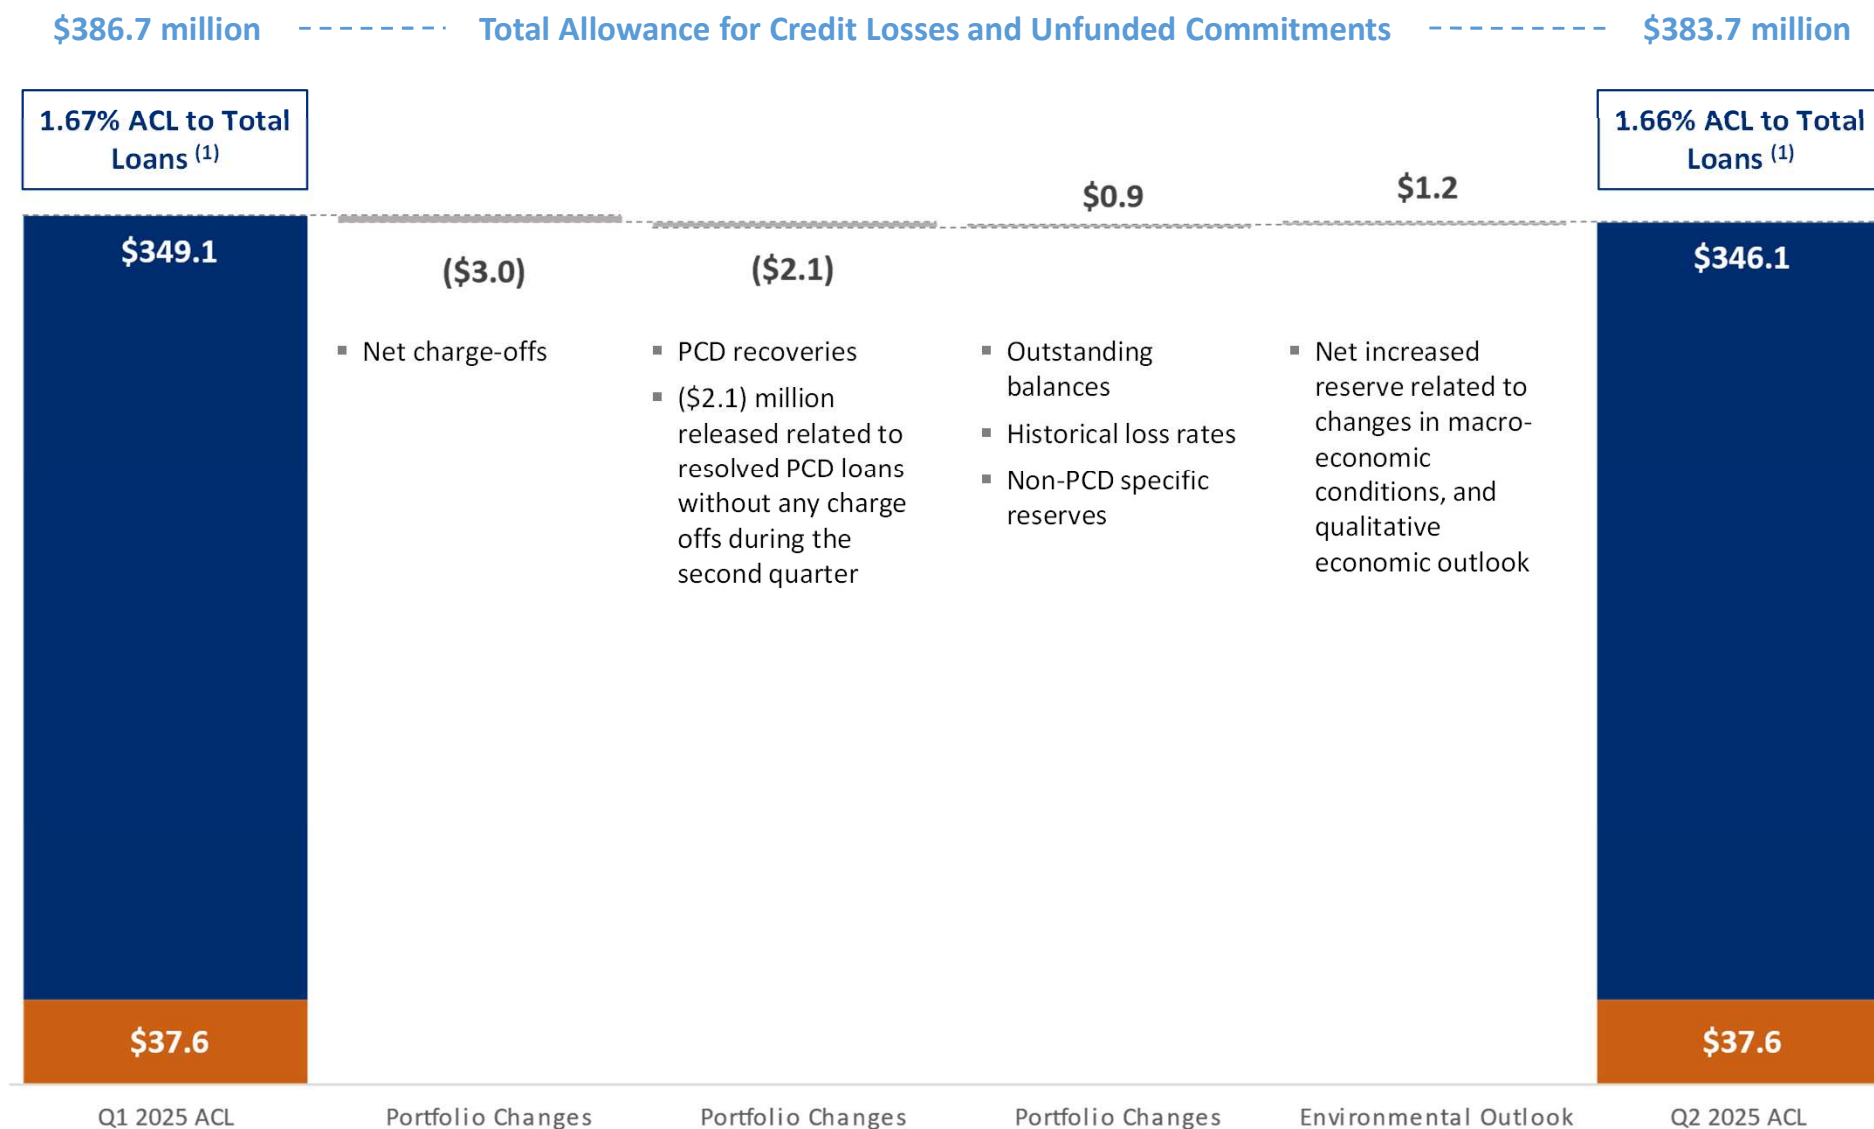 $386.7 million Total Allowance for Credit Losses and Unfunded Commitments $383.7 million
1.67% ACL to Total
Loans (1)
1.66% ACL to Total
Loans (1)
$349.1
($3.0)
($2.1)
$0.9
$1.2
$346.1
▪ Net charge-offs
▪ PCD recoveries
▪ ($2.1) million
released related to
resolved PCD loans
without any charge
offs during the
second quarter
▪ Outstanding
balances
▪ Historical loss rates
▪ Non-PCD specific
reserves
▪ Net increased
reserve related to
changes in macro-
economic
conditions, and
qualitative
economic outlook
$37.6
$37.6
Q1 2025 ACL
Portfolio Changes
Portfolio Changes
Portfolio Changes
Environmental Outlook
Q2 2025 ACL